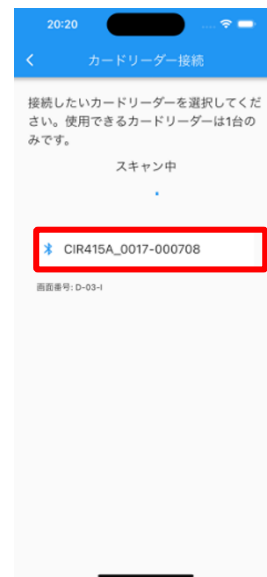 20:20
カードリーダー接続
接続したいカードリーダーを選択してくだ
さい。使用できるカードリーダーは1台の
みです。
スキャン中
CIR415A_0017-000708
画面番号: D-03-I